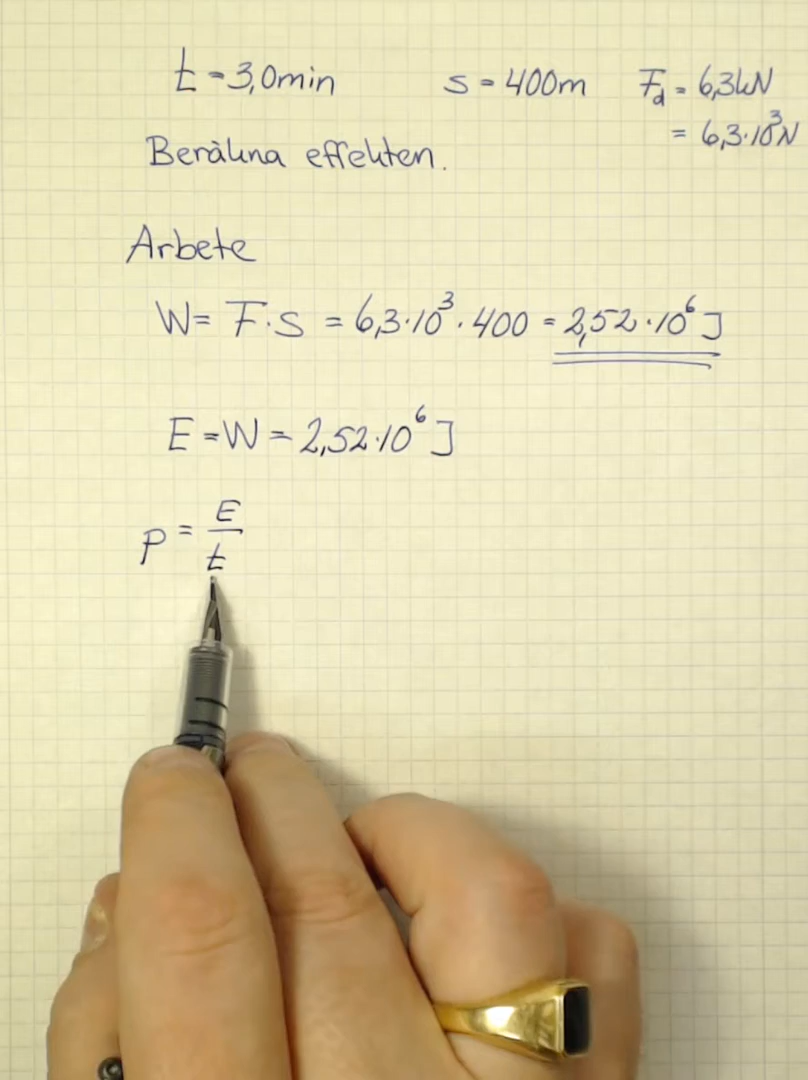 t = 3,0min s = 400m F_d = 6,3kN
= 6,3·10³N
Beräkna effekten.
Arbete
W = F·s = 6,3·10³·400 = 2,52·10⁶ J
E = W = 2,52·10⁶ J
P = E/t